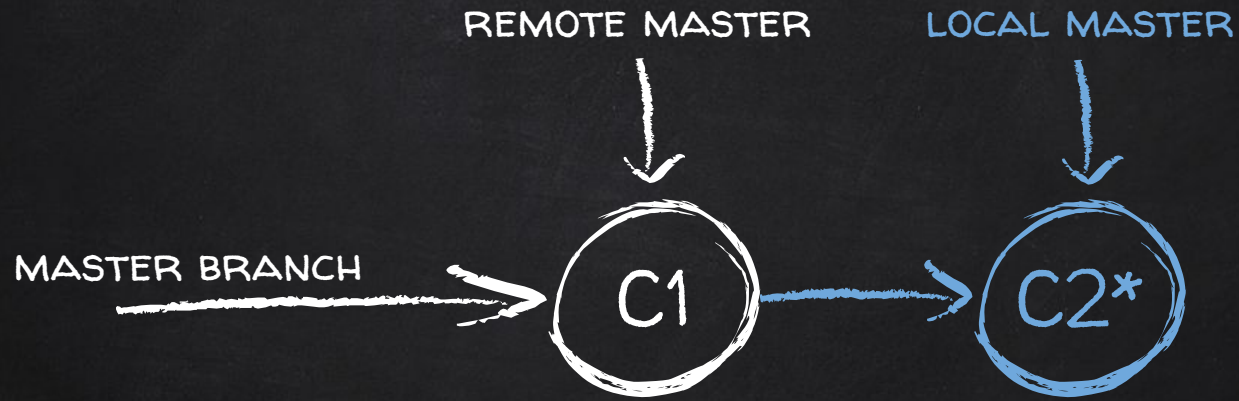 REMOTE MASTER
LOCAL MASTER
MASTER BRANCH
C1
C2*